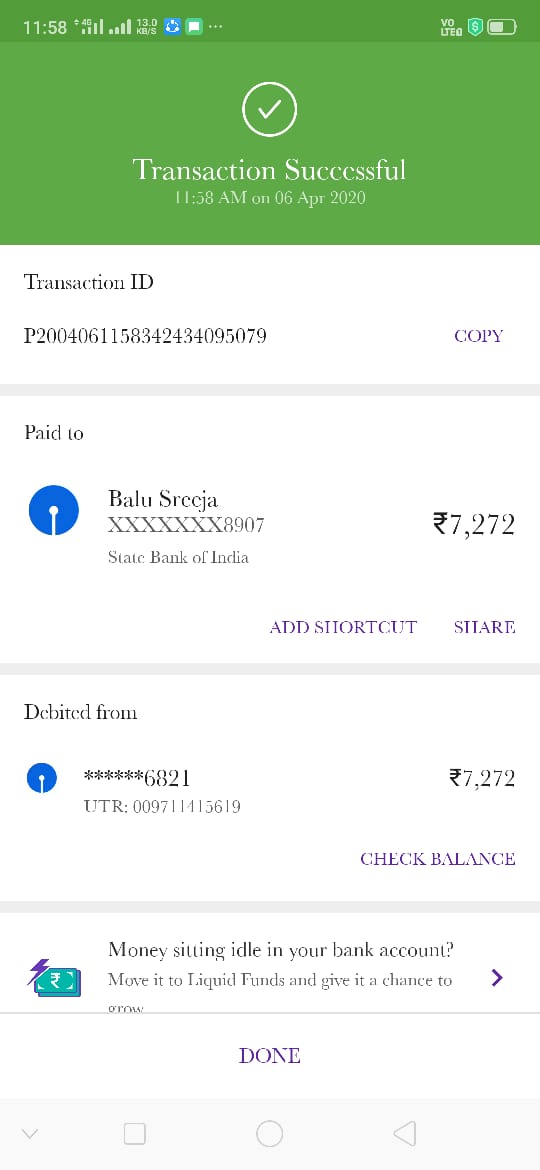 11:58 4G 13.0 KB/S ... VO LTE
Transaction Successful
11:58 AM on 06 Apr 2020
Transaction ID
P2004061158342434095079 COPY
Paid to
Balu Sreeja
XXXXXXX8907 ₹7,272
State Bank of India
ADD SHORTCUT SHARE
Debited from
******6821 ₹7,272
UTR: 009711415619
CHECK BALANCE
Money sitting idle in your bank account?
Move it to Liquid Funds and give it a chance to
grow
DONE